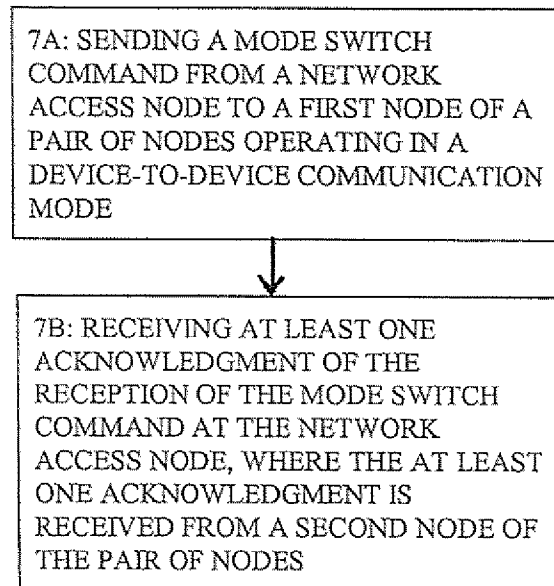 7A: SENDING A MODE SWITCH
COMMAND FROM A NETWORK
ACCESS NODE TO A FIRST NODE OF A
PAIR OF NODES OPERATING IN A
DEVICE-TO-DEVICE COMMUNICATION
MODE
7B: RECEIVING AT LEAST ONE
ACKNOWLEDGMENT OF THE
RECEPTION OF THE MODE SWITCH
COMMAND AT THE NETWORK
ACCESS NODE, WHERE THE AT LEAST
ONE ACKNOWLEDGMENT IS
RECEIVED FROM A SECOND NODE OF
THE PAIR OF NODES